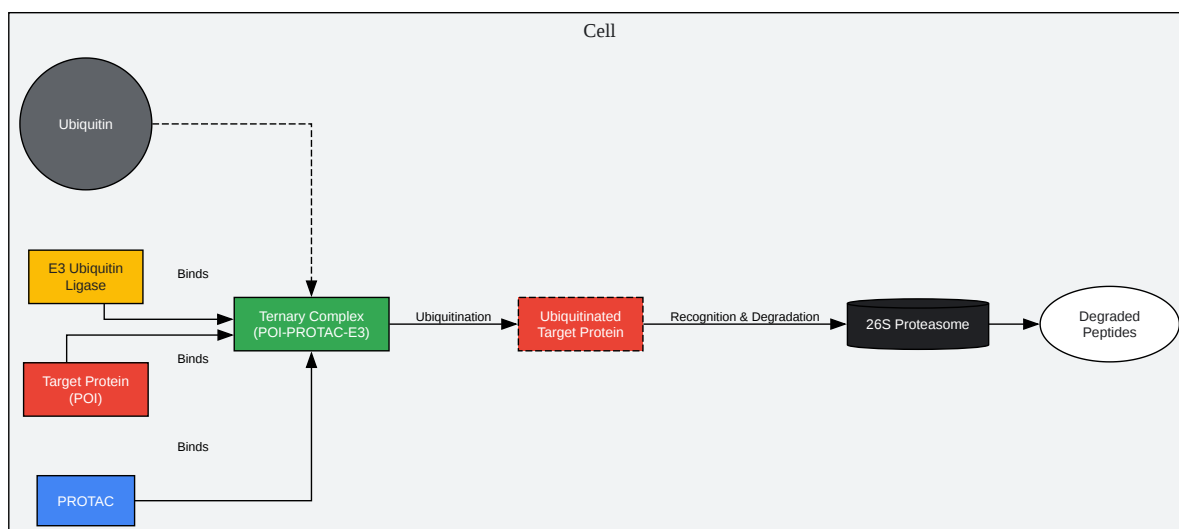 Cell
Ubiquitin
E3 Ubiquitin
Ligase
Binds
Ternary Complex
(POI-PROTAC-E3)
Ubiquitination
Ubiquitinated
Target Protein
Recognition & Degradation
26S Proteasome
Degraded
Peptides
Binds
Target Protein
(POI)
Binds
PROTAC